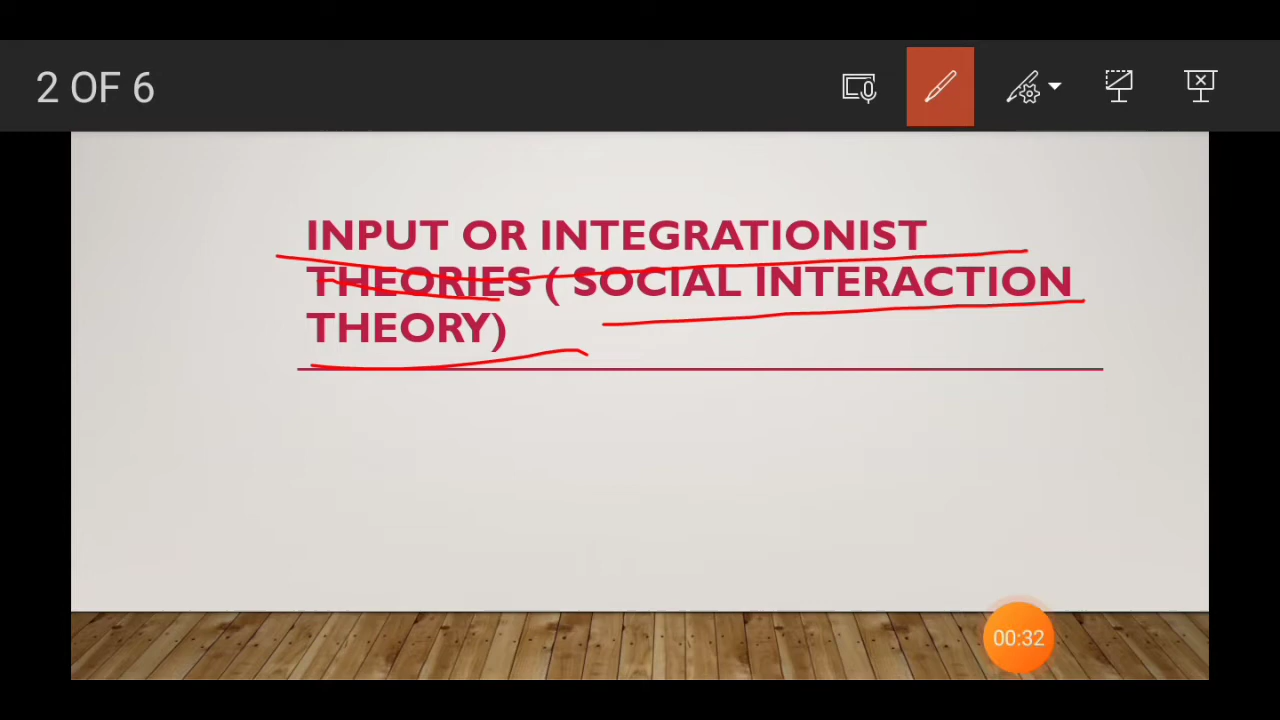 2 OF 6
INPUT OR INTEGRATIONIST
THEORIES ( SOCIAL INTERACTION
THEORY)
00:32